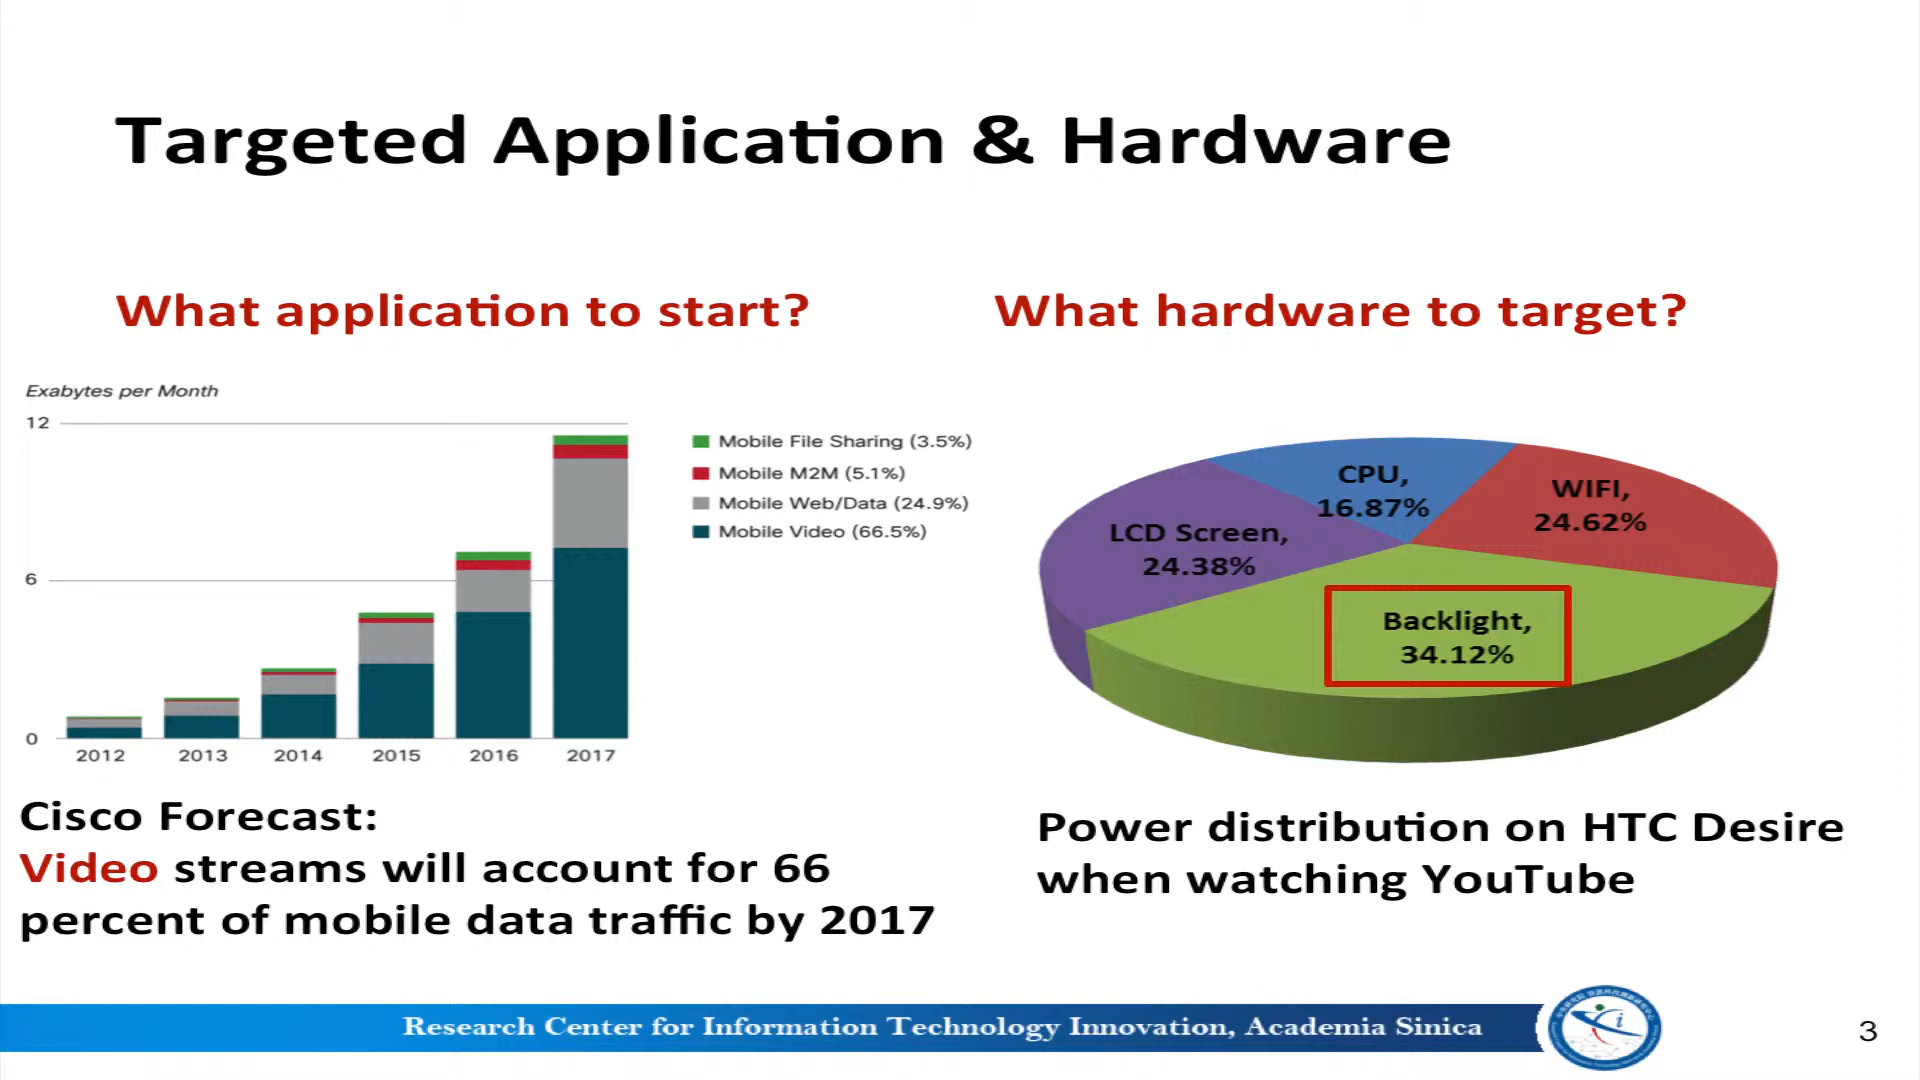 Targeted Application & Hardware
What application to start?
What hardware to target?
Exabytes per Month
12
6
0
2012 2013 2014 2015 2016 2017
Mobile File Sharing (3.5%)
Mobile M2M (5.1%)
Mobile Web/Data (24.9%)
Mobile Video (66.5%)
CPU,
16.87%
WIFI,
24.62%
LCD Screen,
24.38%
Backlight,
34.12%
Cisco Forecast:
Video streams will account for 66
percent of mobile data traffic by 2017
Power distribution on HTC Desire
when watching YouTube
Research Center for Information Technology Innovation, Academia Sinica
3